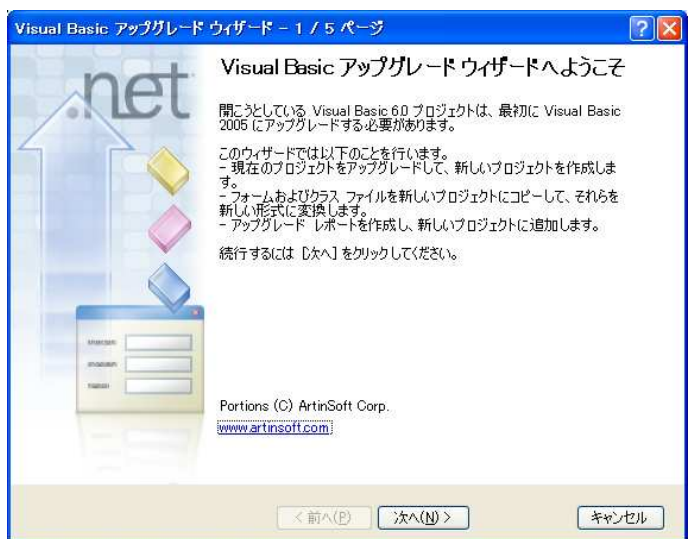 Visual Basic アップグレード ウィザード - 1 / 5 ページ
.net
Visual Basic アップグレード ウィザードへようこそ
開こうとしている Visual Basic 6.0 プロジェクトは、最初に Visual Basic
2005 にアップグレードする必要があります。
このウィザードでは以下のことを行います。
- 現在のプロジェクトをアップグレードして、新しいプロジェクトを作成しま
す。
- フォームおよびクラス ファイルを新しいプロジェクトにコピーして、それらを
新しい形式に変換します。
- アップグレード レポートを作成し、新しいプロジェクトに追加します。
続行するには [次へ] をクリックしてください。
Portions (C) ArtinSoft Corp.
www.artinsoft.com
< 前へ(P)
次へ(N) >
キャンセル